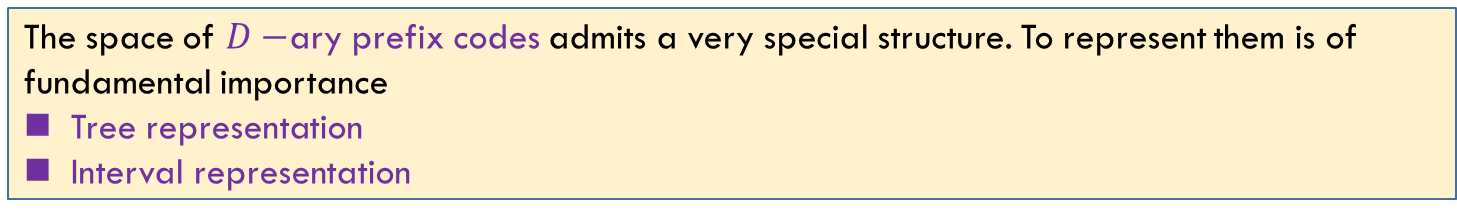 The space of D −ary prefix codes admits a very special structure. To represent them is of
fundamental importance
■ Tree representation
■ Interval representation